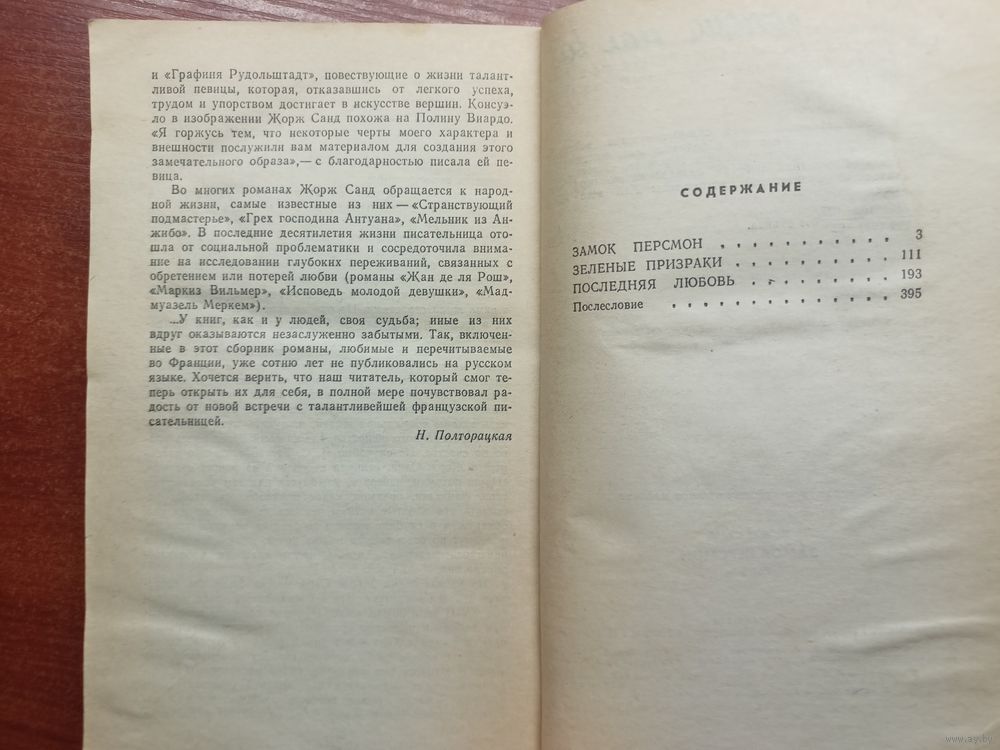 и «Графиня Рудольштадт», повествующие о жизни талант-
ливой певицы, которая, отказавшись от легкого успеха,
трудом и упорством достигает в искусстве вершин. Консуэ-
ло в изображении Жорж Санд похожа на Полину Виардо.
«Я горжусь тем, что некоторые черты моего характера и
внешности послужили вам материалом для создания этого
замечательного образа»,— с благодарностью писала ей пе-
вица.
Во многих романах Жорж Санд обращается к народ-
ной жизни, самые известные из них — «Странствующий
подмастерье», «Грех господина Антуана», «Мельник из Ан-
жибо». В последние десятилетия жизни писательница ото-
шла от социальной проблематики и сосредоточила внима-
ние на исследовании глубоких переживаний, связанных с
обретением или потерей любви (романы «Жан де ля Рош»,
«Маркиз Вильмер», «Исповедь молодой девушки», «Мад-
муазель Меркем»).
...У книг, как и у людей, своя судьба; иные из них
вдруг оказываются незаслуженно забытыми. Так, включен-
ные в этот сборник романы, любимые и перечитываемые
во Франции, уже сотню лет не публиковались на русском
языке. Хочется верить, что наш читатель, который смог те-
перь открыть их для себя, в полной мере почувствовал ра-
дость от новой встречи с талантливейшей французской пи-
сательницей.
Н. Полторацкая
СОДЕРЖАНИЕ
ЗАМОК ПЕРСМОН . . . . . . . . . . . 3
ЗЕЛЕНЫЕ ПРИЗРАКИ . . . . . . . . . . 111
ПОСЛЕДНЯЯ ЛЮБОВЬ . . . . . . . . . 193
Послесловие . . . . . . . . . . . . . 395
www.ay.by